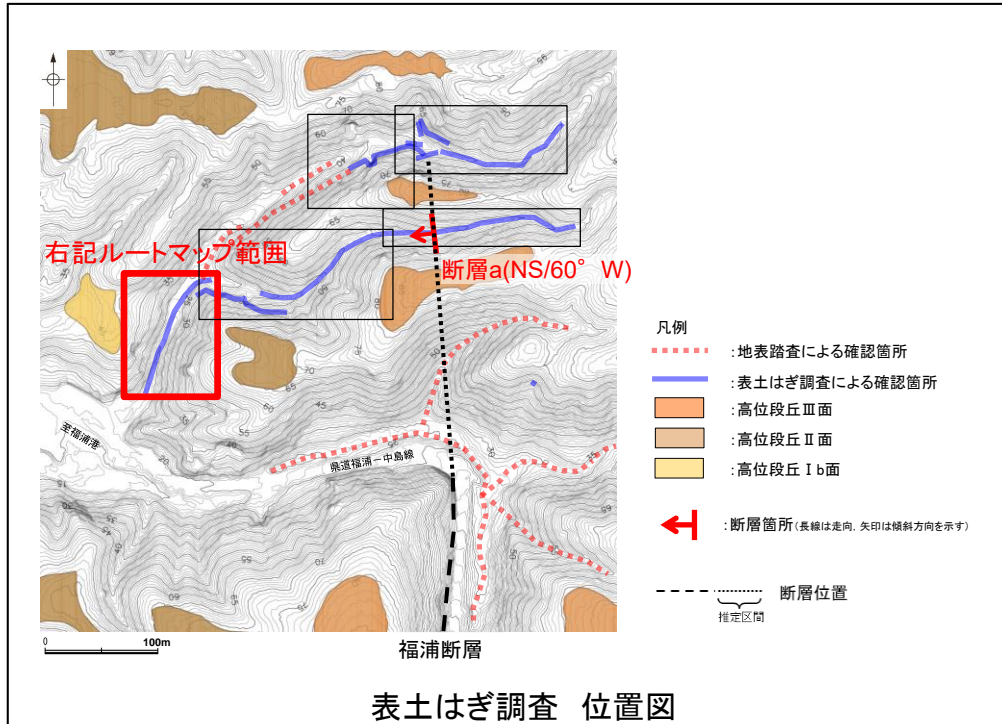 右記ルートマップ範囲
断層a(NS/60°W)
至福浦港
県道福浦ー中島線
0
100m
福浦断層
凡例
:地表踏査による確認箇所
:表土はぎ調査による確認箇所
:高位段丘Ⅲ面
:高位段丘Ⅱ面
:高位段丘Ⅰb面
:断層箇所(長線は走向,矢印は傾斜方向を示す)
断層位置
推定区間
表土はぎ調査 位置図